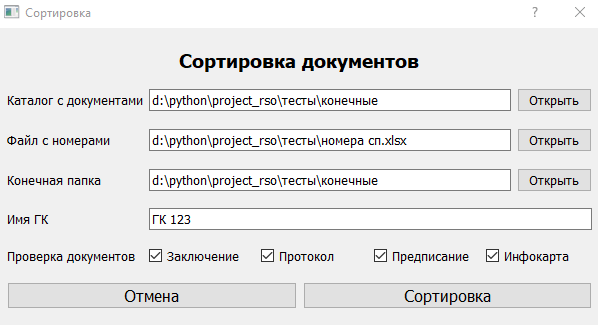 Сортировка
Сортировка документов
Каталог с документами d:\python\project_rso\тесты\конечные Открыть
Файл с номерами d:\python\project_rso\тесты\номера сп.xlsx Открыть
Конечная папка d:\python\project_rso\тесты\конечные Открыть
Имя ГК ГК 123
Проверка документов Заключение Протокол Предписание Инфокарта
Отмена Сортировка